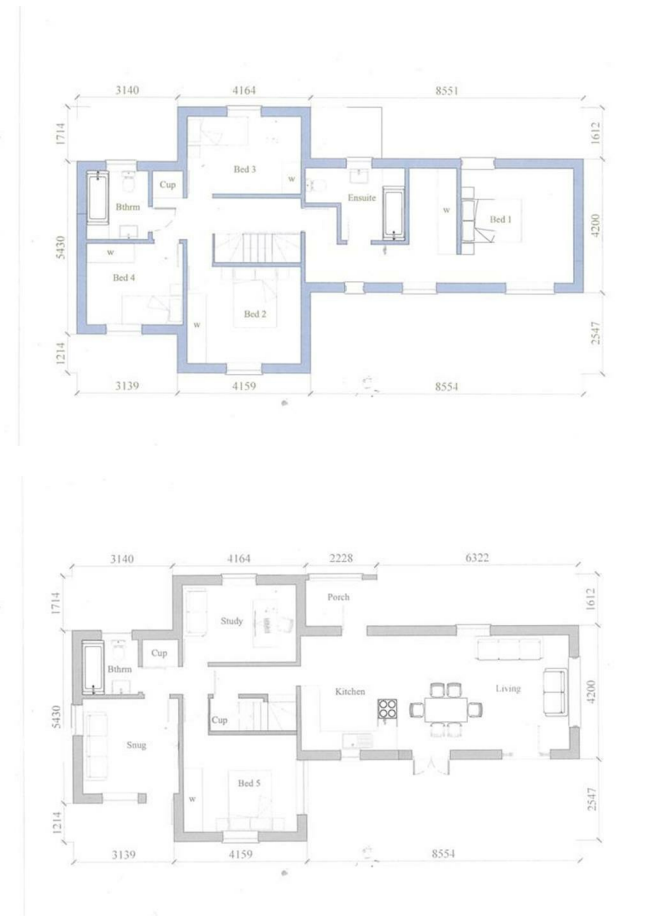 3140 4164 8551
1714
1612
Bed 3
Cup
W
Bthrm
Ensuite
W
Bed 1
5430
4200
W
Bed 4
Bed 2
W
1214
2547
3139 4159 8554
3140 4164 2228 6322
1714
1612
Porch
Study
Cup
Bthrm
Kitchen
Living
5430
4200
Cup
Snug
Bed 5
W
1214
2547
3139 4159 8554